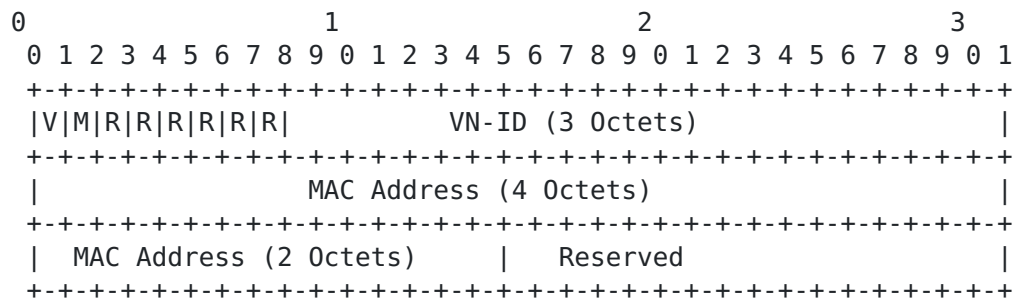 0                   1                   2                   3
 0 1 2 3 4 5 6 7 8 9 0 1 2 3 4 5 6 7 8 9 0 1 2 3 4 5 6 7 8 9 0 1
 +-+-+-+-+-+-+-+-+-+-+-+-+-+-+-+-+-+-+-+-+-+-+-+-+-+-+-+-+-+-+-+
 |V|M|R|R|R|R|R|R|          VN-ID (3 Octets)                   |
 +-+-+-+-+-+-+-+-+-+-+-+-+-+-+-+-+-+-+-+-+-+-+-+-+-+-+-+-+-+-+-+
 |                 MAC Address (4 Octets)                      |
 +-+-+-+-+-+-+-+-+-+-+-+-+-+-+-+-+-+-+-+-+-+-+-+-+-+-+-+-+-+-+-+
 |  MAC Address (2 Octets)     |   Reserved                    |
 +-+-+-+-+-+-+-+-+-+-+-+-+-+-+-+-+-+-+-+-+-+-+-+-+-+-+-+-+-+-+-+